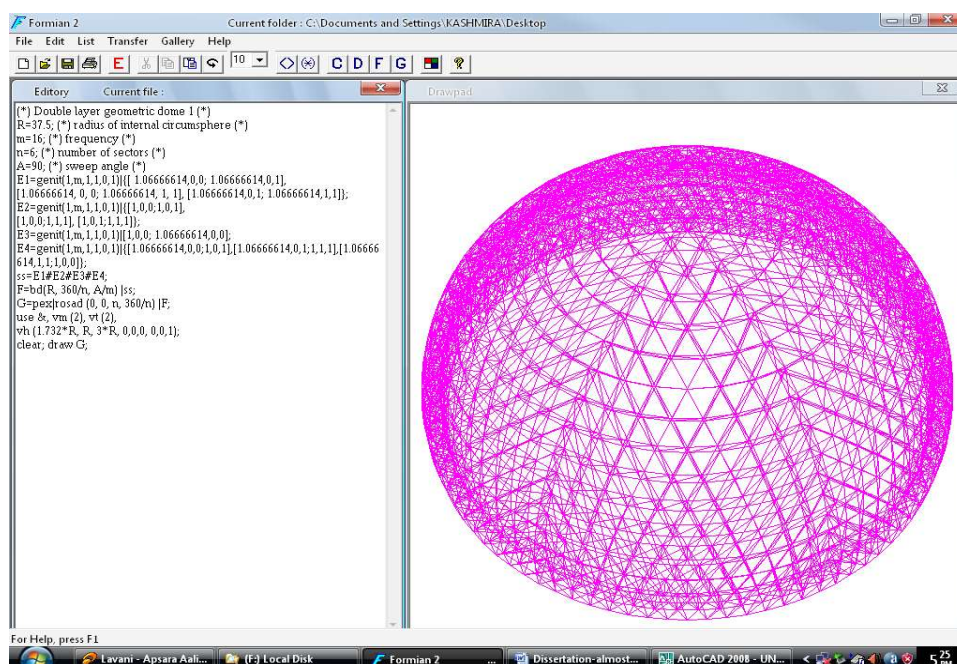 Formian 2 Current folder : C:\Documents and Settings\KASHMIRA\Desktop
File Edit List Transfer Gallery Help
E 10 C D F G
Editory Current file :
Drawpad
(*) Double layer geometric dome 1 (*)
R=37.5; (*) radius of internal circumsphere (*)
m=16; (*) frequency (*)
n=6; (*) number of sectors (*)
A=90; (*) sweep angle (*)
E1=genit(1,m,1,1,0,1)|{[ 1.06666614,0,0; 1.06666614,0,1],
[1.06666614, 0, 0; 1.06666614, 1, 1], [1.06666614,0,1; 1.06666614,1,1]};
E2=genit(1,m,1,1,0,1)|{[1,0,0;1,0,1],
[1,0,0;1,1,1], [1,0,1;1,1,1]};
E3=genit(1,m,1,1,0,1)|[1,0,0; 1.06666614,0,0];
E4=genit(1,m,1,1,0,1)|{[1.06666614,0,0;1,0,1],[1.06666614,0,1;1,1,1],[1.06666
614,1,1;1,0,0]};
ss=E1#E2#E3#E4;
F=bd(R, 360/n, A/m) |ss;
G=pex|rosad (0, 0, n, 360/n) |F;
use &, vm (2), vt (2),
vh (1.732*R, R, 3*R, 0,0,0, 0,0,1);
clear; draw G;
For Help, press F1
Lavani - Apsara Aali... (F:) Local Disk Formian 2 ... Dissertation-almost... AutoCAD 2008 - UN... < 5 25 PM